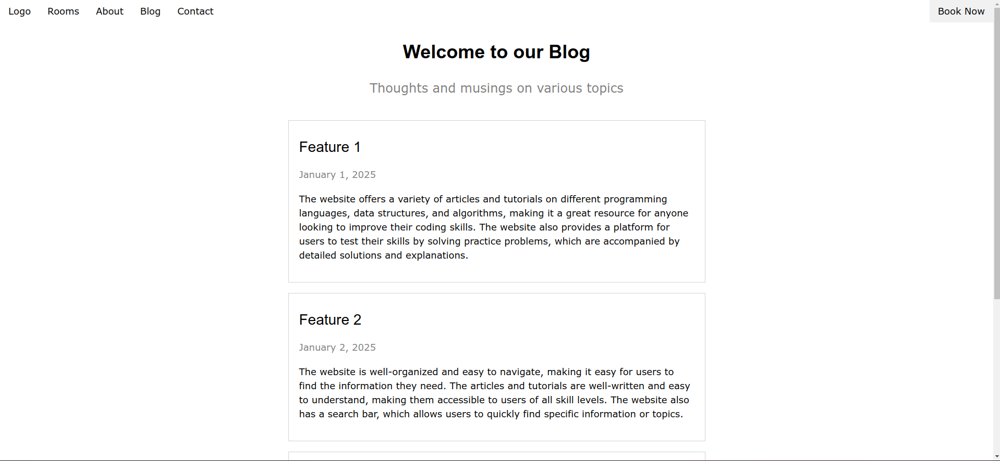 Logo Rooms About Blog Contact Book Now
Welcome to our Blog
Thoughts and musings on various topics
Feature 1
January 1, 2025
The website offers a variety of articles and tutorials on different programming
languages, data structures, and algorithms, making it a great resource for anyone
looking to improve their coding skills. The website also provides a platform for
users to test their skills by solving practice problems, which are accompanied by
detailed solutions and explanations.
Feature 2
January 2, 2025
The website is well-organized and easy to navigate, making it easy for users to
find the information they need. The articles and tutorials are well-written and easy
to understand, making them accessible to users of all skill levels. The website also
has a search bar, which allows users to quickly find specific information or topics.